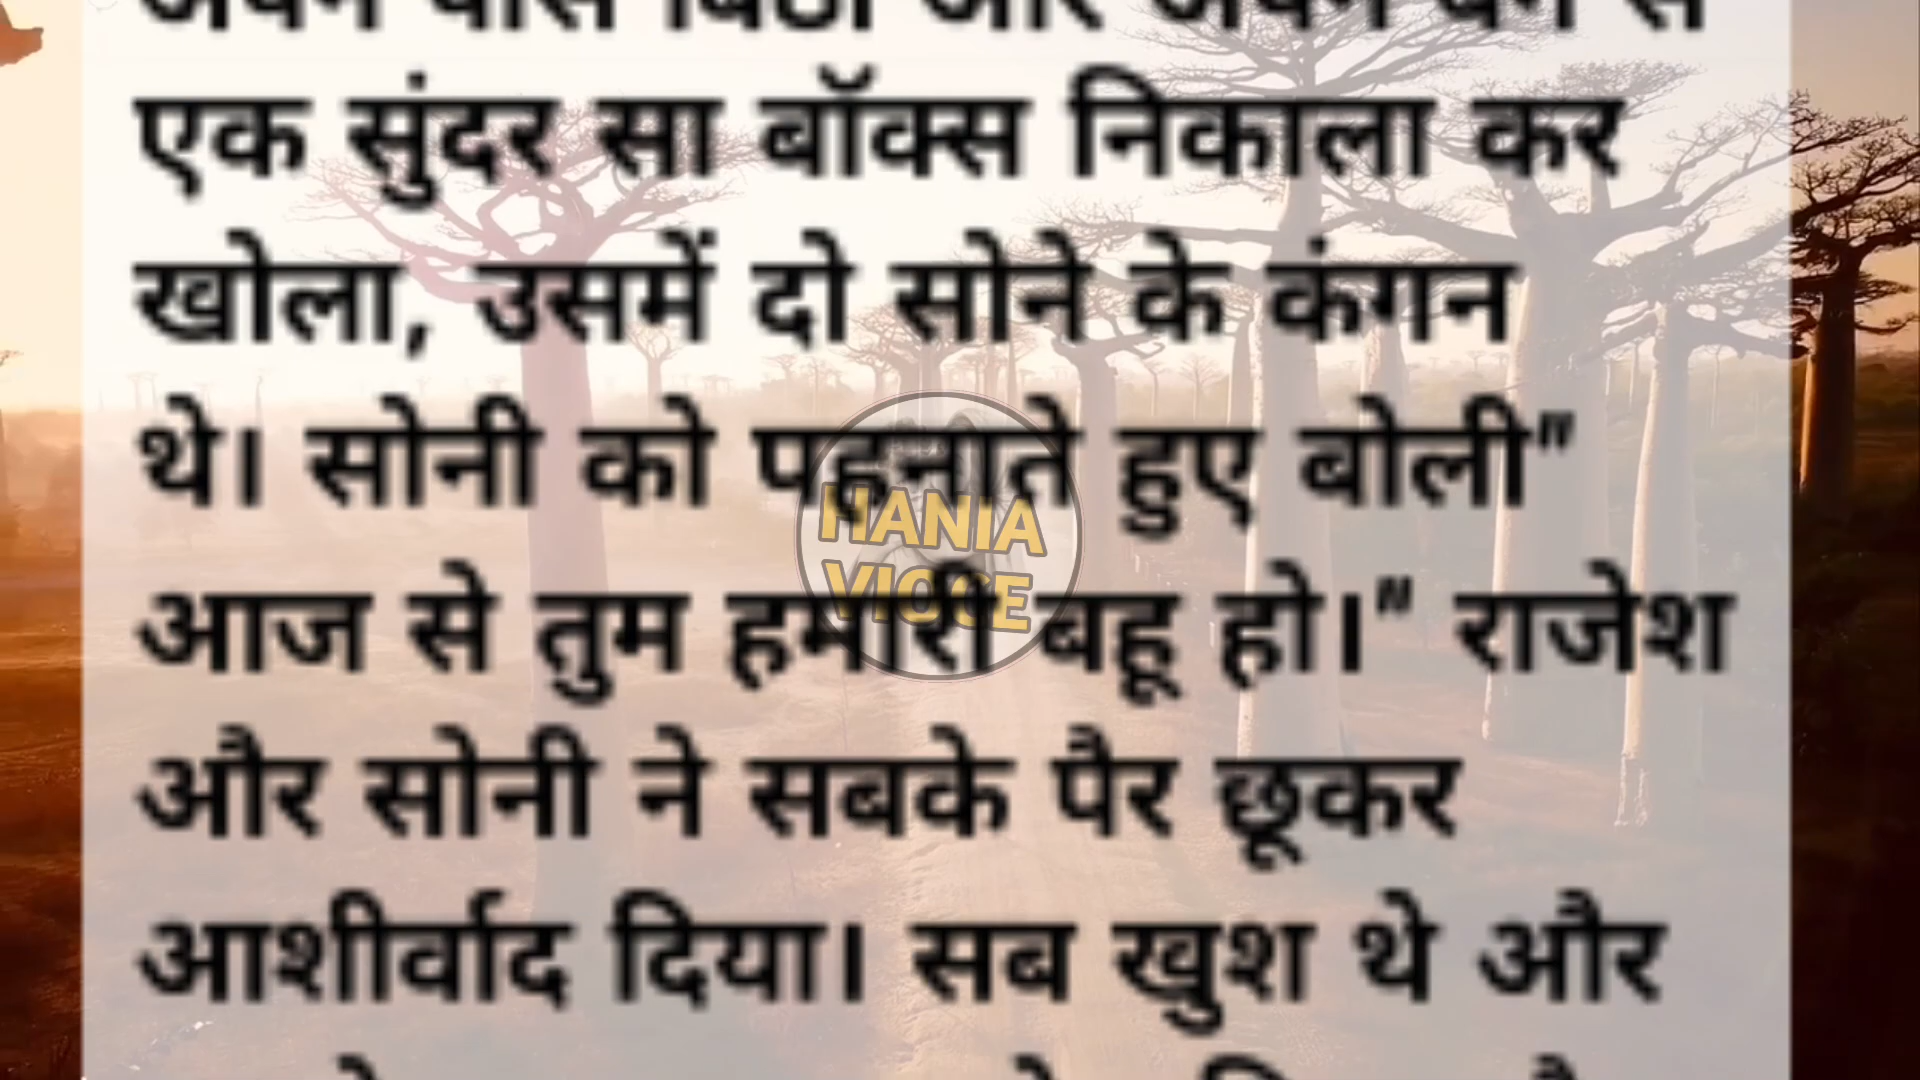 एक सुंदर सा बॉक्स निकाला कर
खोला, उसमें दो सोने के कंगन
थे। सोनी को पहनाते हुए बोली"
HANIA
VIOCE
आज से तुम हमारी बहू हो।" राजेश
और सोनी ने सबके पैर छूकर
आशीर्वाद दिया। सब खुश थे और